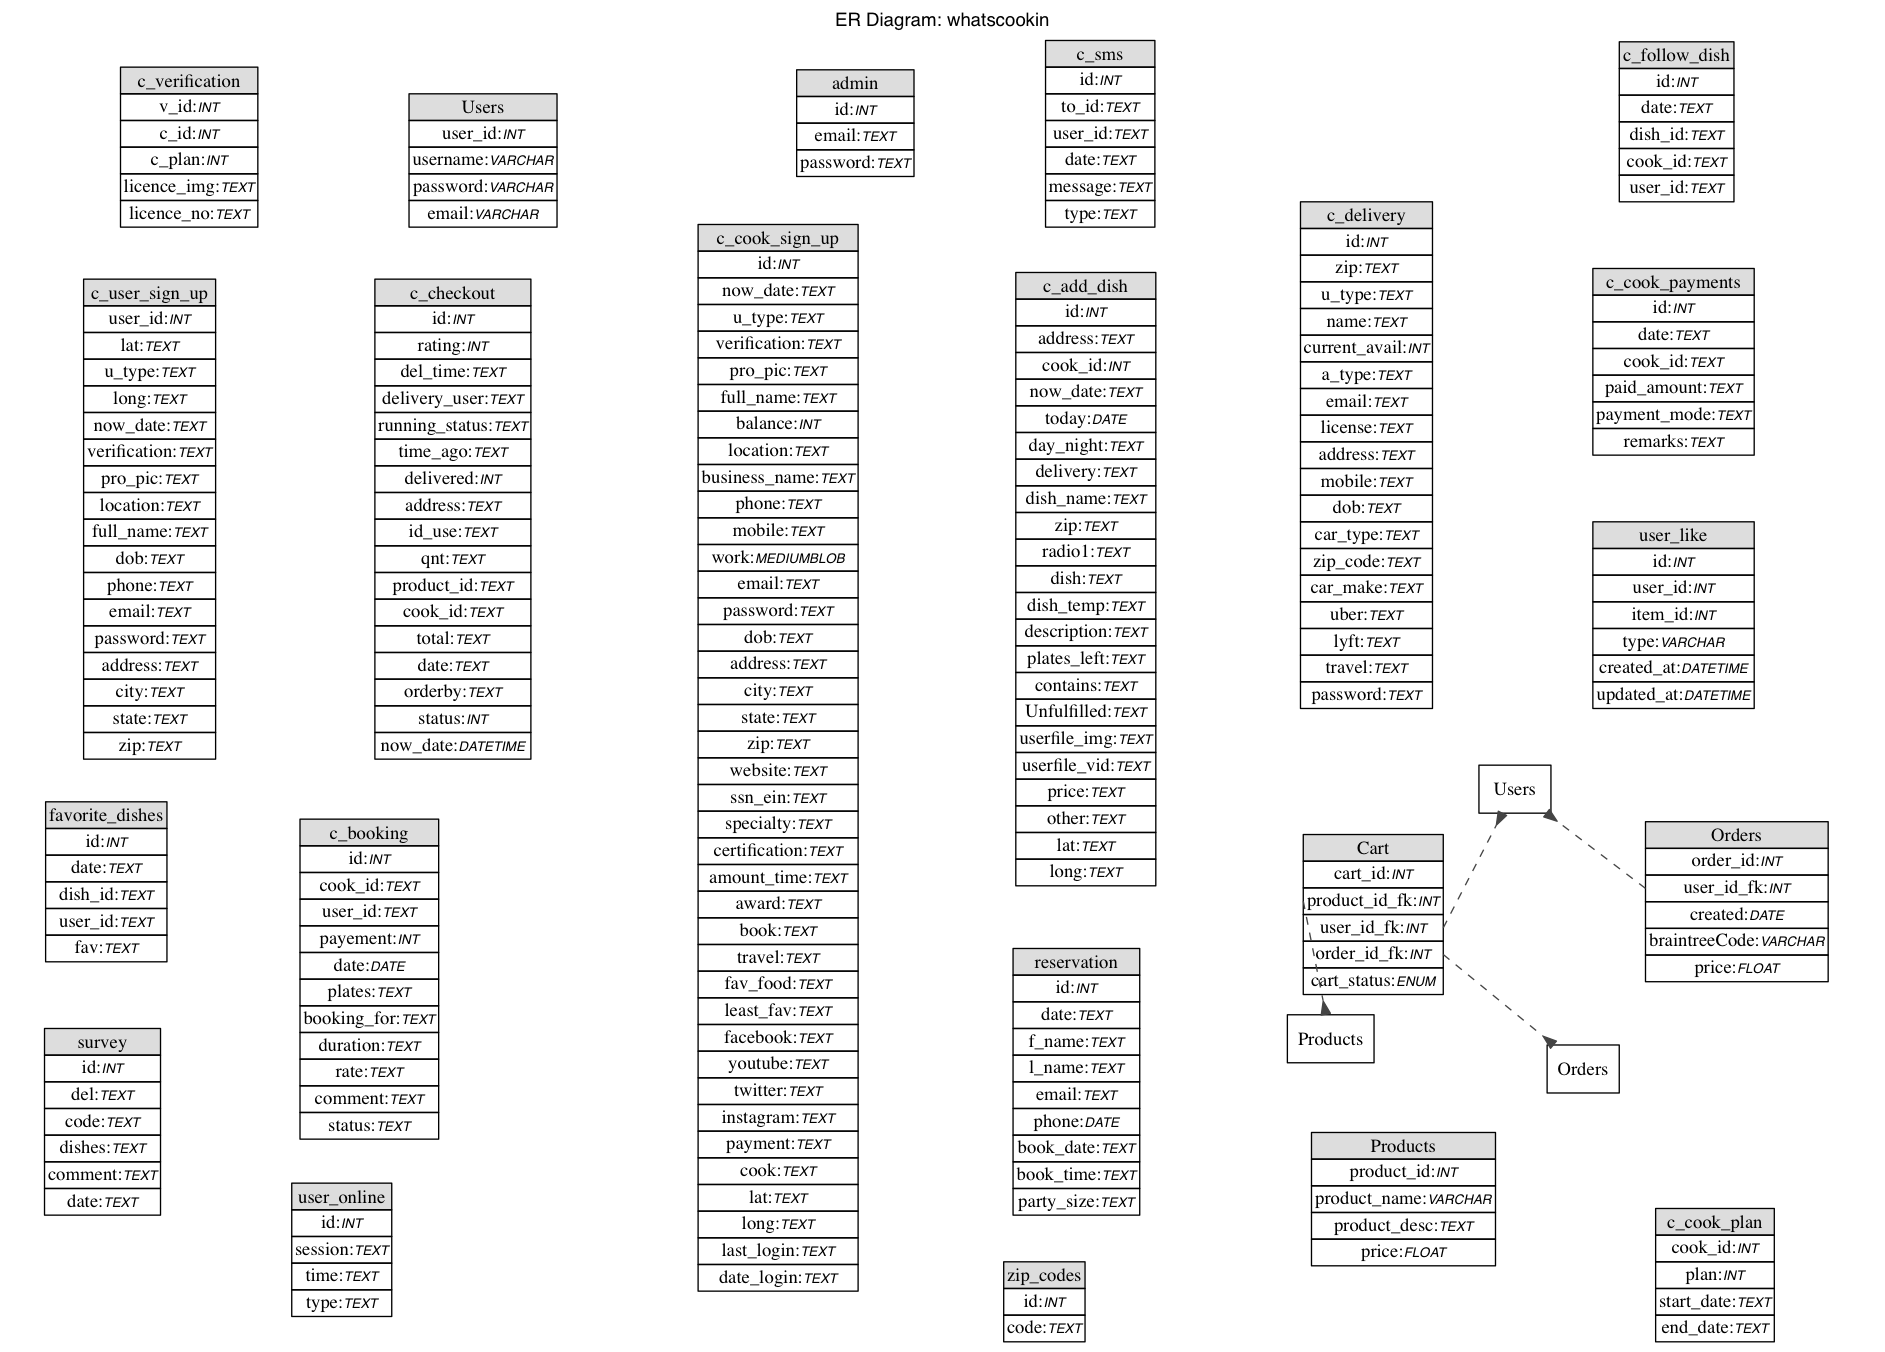 ER Diagram: whatscookin
c_verification
v_id:INT
c_id:INT
c_plan:INT
licence_img:TEXT
licence_no:TEXT
Users
user_id:INT
username:VARCHAR
password:VARCHAR
email:VARCHAR
admin
id:INT
email:TEXT
password:TEXT
c_sms
id:INT
to_id:TEXT
user_id:TEXT
date:TEXT
message:TEXT
type:TEXT
c_follow_dish
id:INT
date:TEXT
dish_id:TEXT
cook_id:TEXT
user_id:TEXT
c_user_sign_up
user_id:INT
lat:TEXT
u_type:TEXT
long:TEXT
now_date:TEXT
verification:TEXT
pro_pic:TEXT
location:TEXT
full_name:TEXT
dob:TEXT
phone:TEXT
email:TEXT
password:TEXT
address:TEXT
city:TEXT
state:TEXT
zip:TEXT
c_checkout
id:INT
rating:INT
del_time:TEXT
delivery_user:TEXT
running_status:TEXT
time_ago:TEXT
delivered:INT
address:TEXT
id_use:TEXT
qnt:TEXT
product_id:TEXT
cook_id:TEXT
total:TEXT
date:TEXT
orderby:TEXT
status:INT
now_date:DATETIME
c_cook_sign_up
id:INT
now_date:TEXT
u_type:TEXT
verification:TEXT
pro_pic:TEXT
full_name:TEXT
balance:INT
location:TEXT
business_name:TEXT
phone:TEXT
mobile:TEXT
work:MEDIUMBLOB
email:TEXT
password:TEXT
dob:TEXT
address:TEXT
city:TEXT
state:TEXT
zip:TEXT
website:TEXT
ssn_ein:TEXT
specialty:TEXT
certification:TEXT
amount_time:TEXT
award:TEXT
book:TEXT
travel:TEXT
fav_food:TEXT
least_fav:TEXT
facebook:TEXT
youtube:TEXT
twitter:TEXT
instagram:TEXT
payment:TEXT
cook:TEXT
lat:TEXT
long:TEXT
last_login:TEXT
date_login:TEXT
c_add_dish
id:INT
address:TEXT
cook_id:INT
now_date:TEXT
today:DATE
day_night:TEXT
delivery:TEXT
dish_name:TEXT
zip:TEXT
radio1:TEXT
dish:TEXT
dish_temp:TEXT
description:TEXT
plates_left:TEXT
contains:TEXT
Unfulfilled:TEXT
userfile_img:TEXT
userfile_vid:TEXT
price:TEXT
other:TEXT
lat:TEXT
long:TEXT
c_delivery
id:INT
zip:TEXT
u_type:TEXT
name:TEXT
current_avail:INT
a_type:TEXT
email:TEXT
license:TEXT
address:TEXT
mobile:TEXT
dob:TEXT
car_type:TEXT
zip_code:TEXT
car_make:TEXT
uber:TEXT
lyft:TEXT
travel:TEXT
password:TEXT
c_cook_payments
id:INT
date:TEXT
cook_id:TEXT
paid_amount:TEXT
payment_mode:TEXT
remarks:TEXT
user_like
id:INT
user_id:INT
item_id:INT
type:VARCHAR
created_at:DATETIME
updated_at:DATETIME
favorite_dishes
id:INT
date:TEXT
dish_id:TEXT
user_id:TEXT
fav:TEXT
c_booking
id:INT
cook_id:TEXT
user_id:TEXT
payement:INT
date:DATE
plates:TEXT
booking_for:TEXT
duration:TEXT
rate:TEXT
comment:TEXT
status:TEXT
Users
Cart
cart_id:INT
product_id_fk:INT
user_id_fk:INT
order_id_fk:INT
cart_status:ENUM
Orders
order_id:INT
user_id_fk:INT
created:DATE
braintreeCode:VARCHAR
price:FLOAT
Products
Orders
survey
id:INT
del:TEXT
code:TEXT
dishes:TEXT
comment:TEXT
date:TEXT
user_online
id:INT
session:TEXT
time:TEXT
type:TEXT
reservation
id:INT
date:TEXT
f_name:TEXT
l_name:TEXT
email:TEXT
phone:DATE
book_date:TEXT
book_time:TEXT
party_size:TEXT
zip_codes
id:INT
code:TEXT
Products
product_id:INT
product_name:VARCHAR
product_desc:TEXT
price:FLOAT
c_cook_plan
cook_id:INT
plan:INT
start_date:TEXT
end_date:TEXT